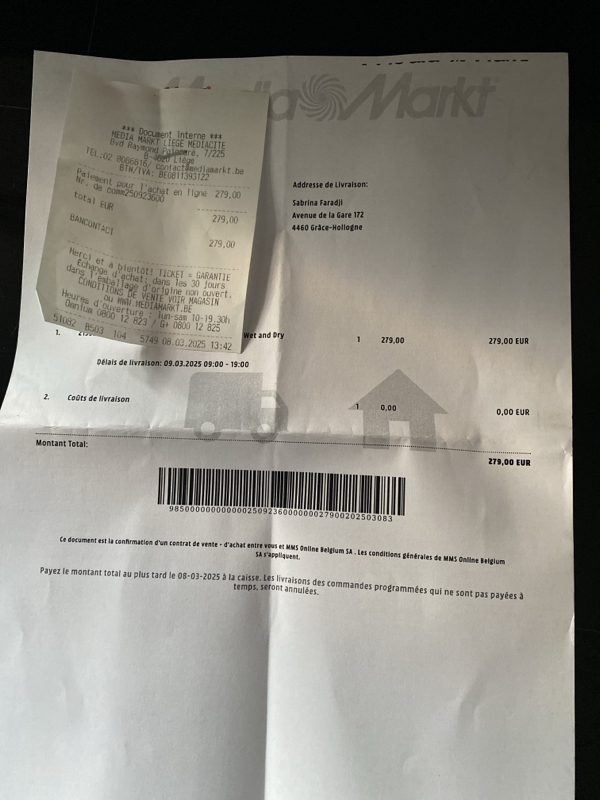 Media Markt
*** Document Interne ***
MEDIA MARKT LIEGE MEDIACITE
Bvd Raymond Poincaré, 7/225
B-4020 Liège
TEL:02 8086816/ contact@mediamarkt.be
BTW/TVA: BE0811393122
Paiement pour l'achat en ligne 279,00
Nr. de comm250923600
279,00
total EUR
BANCONTACT
279,00
Merci et a bientôt! TICKET = GARANTIE
Echange d'achat: dans les 30 jours
dans l'emballage d'origine non ouvert.
CONDITIONS DE VENTE VOIR MAGASIN
ou WWW.MEDIAMARKT.BE
Heures d'ouverture : lun-sam 10-19.30h
Omnium 0800 12 823 / G+ 0800 12 825
51082 8503 104 5749 08.03.2025 13:42
Addresse de Livraison:
Sabrina Faradji
Avenue de la Gare 172
4460 Grâce-Hollogne
1. Wet and Dry 1 279,00 279,00 EUR
Délais de livraison: 09.03.2025 09:00 - 19:00
2. Coûts de livraison 1 0,00 0,00 EUR
Montant Total: 279,00 EUR
Ce document est la confirmation d'un contrat de vente - d'achat entre vous et MMS Online Belgium SA . Les conditions générales de MMS Online Belgium
SA s'appliquent.
Payez le montant total au plus tard le 08-03-2025 à la caisse. Les livraisons des commandes programmées qui ne sont pas payées à
temps, seront annulées.